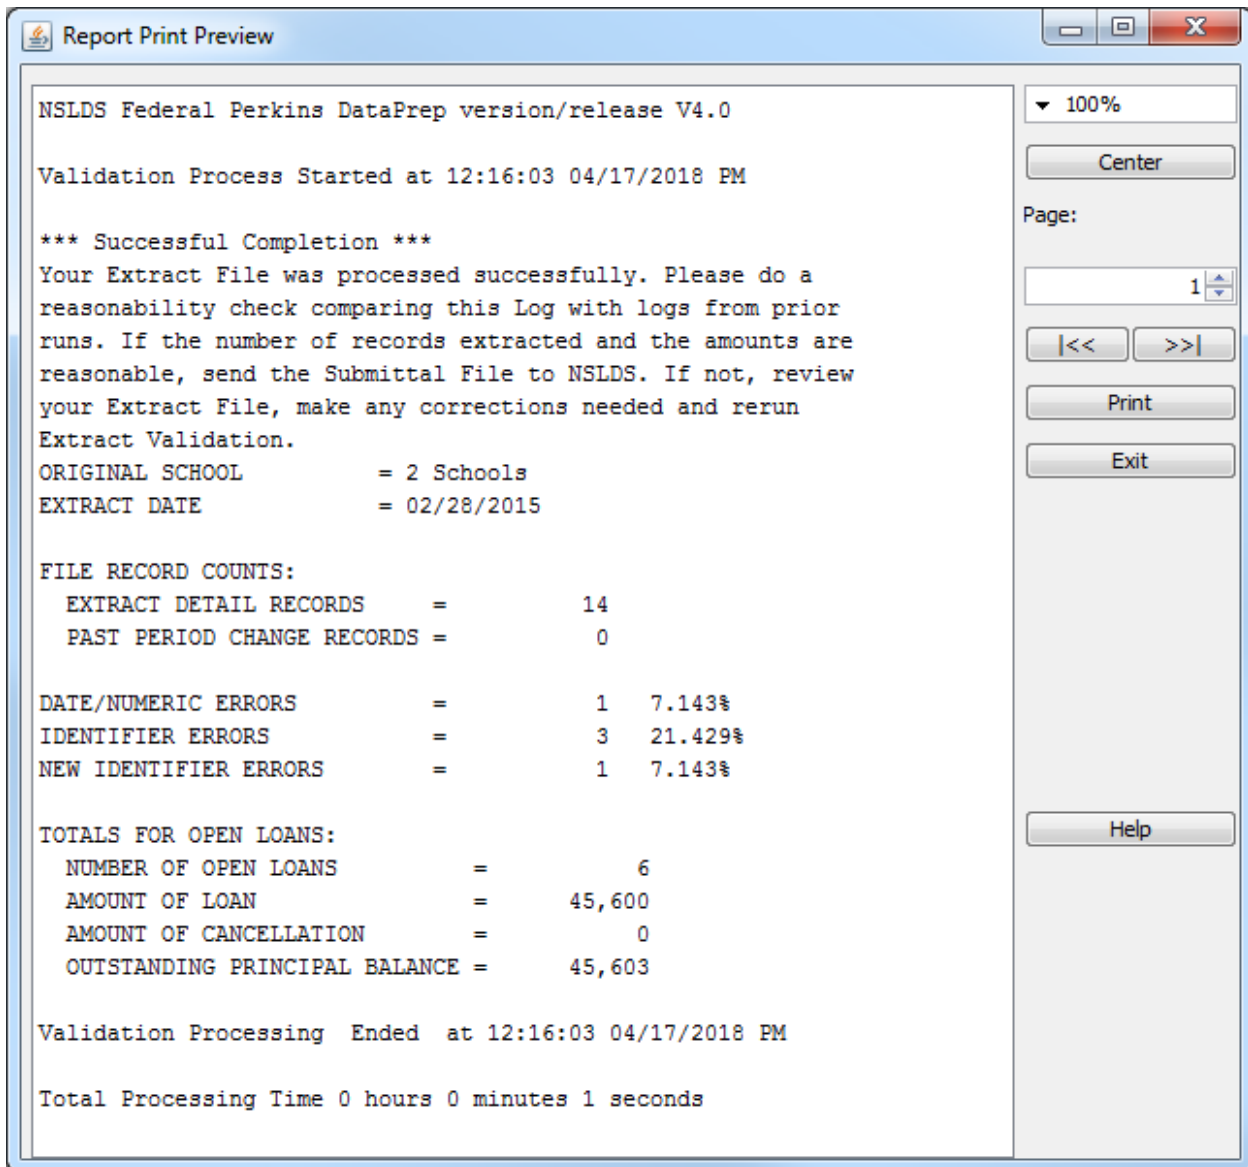 Report Print Preview
NSLDS Federal Perkins DataPrep version/release V4.0
Validation Process Started at 12:16:03 04/17/2018 PM
*** Successful Completion ***
Your Extract File was processed successfully. Please do a
reasonability check comparing this Log with logs from prior
runs. If the number of records extracted and the amounts are
reasonable, send the Submittal File to NSLDS. If not, review
your Extract File, make any corrections needed and rerun
Extract Validation.
ORIGINAL SCHOOL = 2 Schools
EXTRACT DATE = 02/28/2015
FILE RECORD COUNTS:
EXTRACT DETAIL RECORDS = 14
PAST PERIOD CHANGE RECORDS = 0
DATE/NUMERIC ERRORS = 1 7.143%
IDENTIFIER ERRORS = 3 21.429%
NEW IDENTIFIER ERRORS = 1 7.143%
TOTALS FOR OPEN LOANS:
NUMBER OF OPEN LOANS = 6
AMOUNT OF LOAN = 45,600
AMOUNT OF CANCELLATION = 0
OUTSTANDING PRINCIPAL BALANCE = 45,603
Validation Processing Ended at 12:16:03 04/17/2018 PM
Total Processing Time 0 hours 0 minutes 1 seconds
100%
Center
Page:
1
|<< >>|
Print
Exit
Help